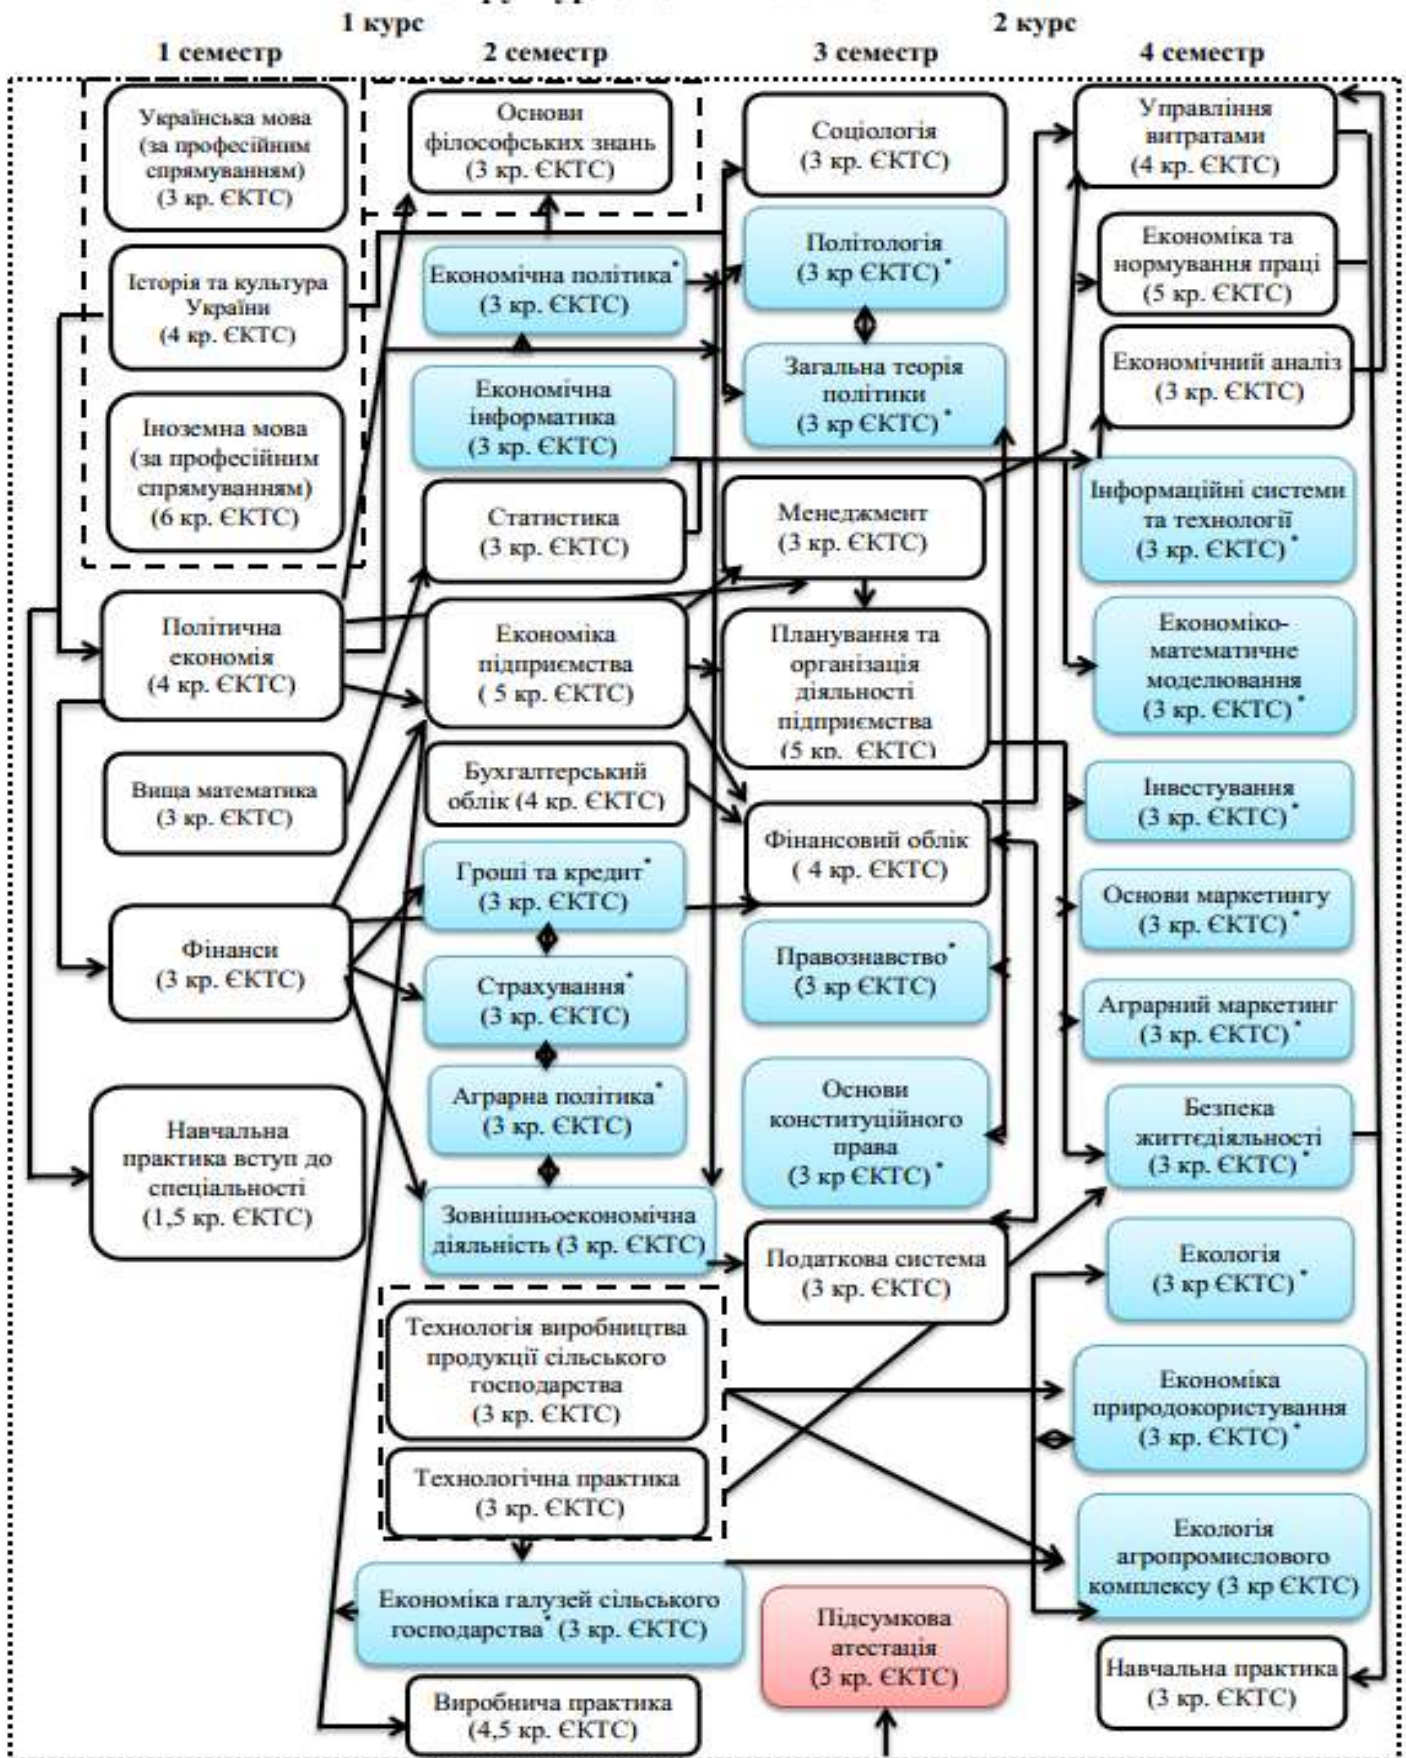 1 курс
2 курс
1 семестр
2 семестр
3 семестр
4 семестр
Українська мова
(за професійним
спрямуванням)
(3 кр. ЄКТС)
Історія та культура
України
(4 кр. ЄКТС)
Іноземна мова
(за професійним
спрямуванням)
(6 кр. ЄКТС)
Політична
економія
(4 кр. ЄКТС)
Вища математика
(3 кр. ЄКТС)
Фінанси
(3 кр. ЄКТС)
Навчальна
практика вступ до
спеціальності
(1,5 кр. ЄКТС)
Основи
філософських знань
(3 кр. ЄКТС)
Економічна політика*
(3 кр. ЄКТС)
Економічна
інформатика
(3 кр. ЄКТС)
Статистика
(3 кр. ЄКТС)
Економіка
підприємства
( 5 кр. ЄКТС)
Бухгалтерський
облік (4 кр. ЄКТС)
Гроші та кредит*
(3 кр. ЄКТС)
Страхування*
(3 кр. ЄКТС)
Аграрна політика*
(3 кр. ЄКТС)
Зовнішньоекономічна
діяльність (3 кр. ЄКТС)
Технологія виробництва
продукції сільського
господарства
(3 кр. ЄКТС)
Технологічна практика
(3 кр. ЄКТС)
Економіка галузей сільського
господарства* (3 кр. ЄКТС)
Виробнича практика
(4,5 кр. ЄКТС)
Соціологія
(3 кр. ЄКТС)
Політологія
(3 кр ЄКТС)*
Загальна теорія
політики
(3 кр ЄКТС)*
Менеджмент
(3 кр. ЄКТС)
Планування та
організація
діяльності
підприємства
(5 кр. ЄКТС)
Фінансовий облік
( 4 кр. ЄКТС)
Правознавство*
(3 кр ЄКТС)
Основи
конституційного
права
(3 кр ЄКТС)*
Податкова система
(3 кр. ЄКТС)
Підсумкова
атестація
(3 кр. ЄКТС)
Управління
витратами
(4 кр. ЄКТС)
Економіка та
нормування праці
(5 кр. ЄКТС)
Економічний аналіз
(3 кр. ЄКТС)
Інформаційні системи
та технології
(3 кр. ЄКТС)*
Економіко-
математичне
моделювання
(3 кр. ЄКТС)*
Інвестування
(3 кр. ЄКТС)*
Основи маркетингу
(3 кр. ЄКТС)*
Аграрний маркетинг
(3 кр. ЄКТС)*
Безпека
життєдіяльності
(3 кр. ЄКТС)*
Екологія
(3 кр ЄКТС)*
Економіка
природокористування
(3 кр. ЄКТС)*
Екологія
агропромислового
комплексу (3 кр ЄКТС)
Навчальна практика
(3 кр. ЄКТС)